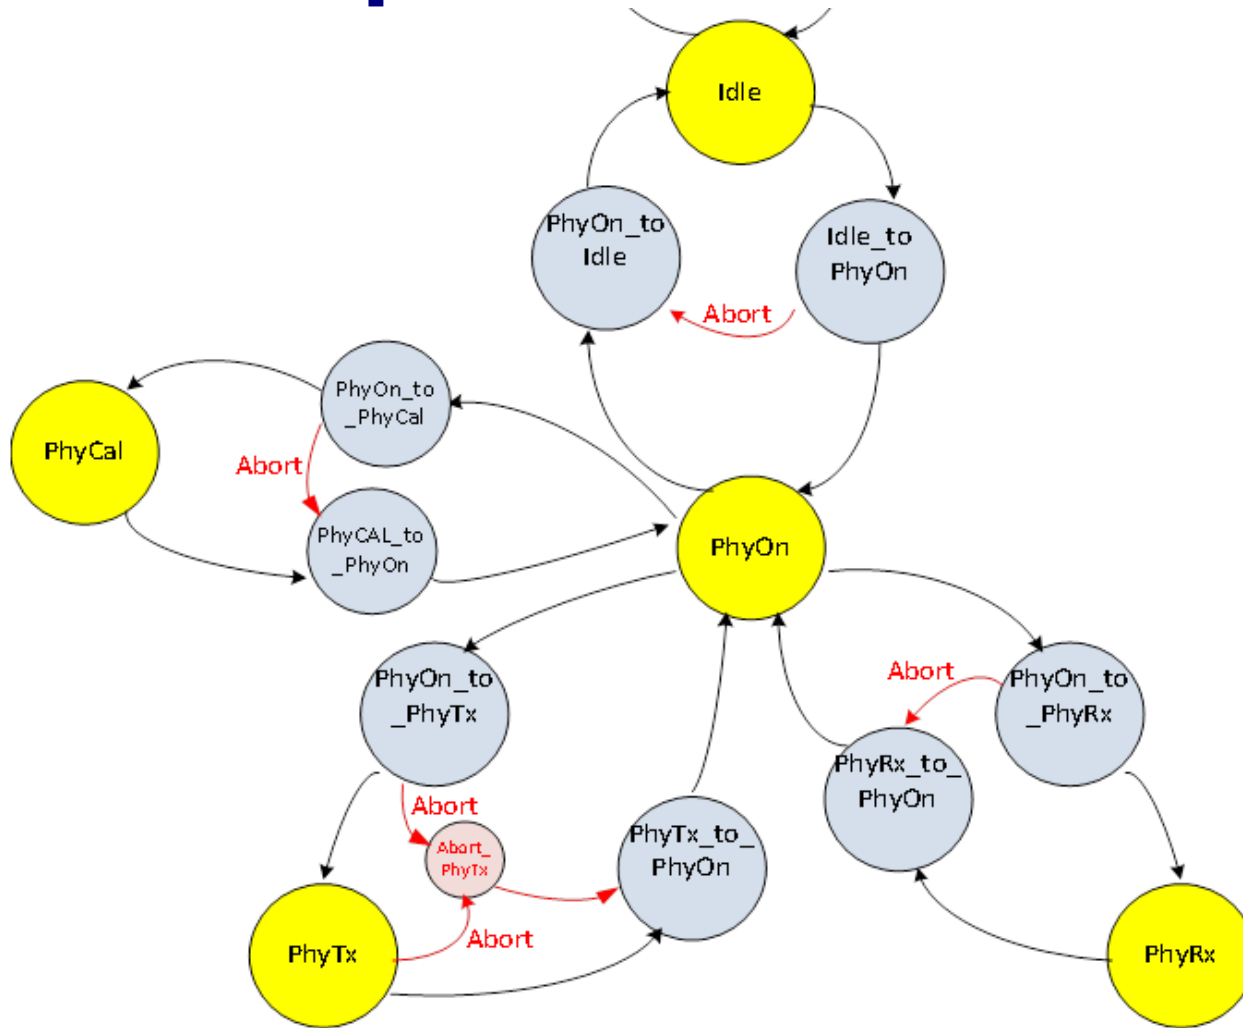 Idle
PhyOn_to
Idle
Idle_to
PhyOn
Abort
PhyOn_to
_PhyCal
PhyCal
Abort
PhyCAL_to
_PhyOn
PhyOn
PhyOn_to
_PhyTx
Abort
PhyOn_to
_PhyRx
PhyRx_to_
PhyOn
Abort
Abort_
PhyTx
PhyTx_to_
PhyOn
Abort
PhyTx
PhyRx